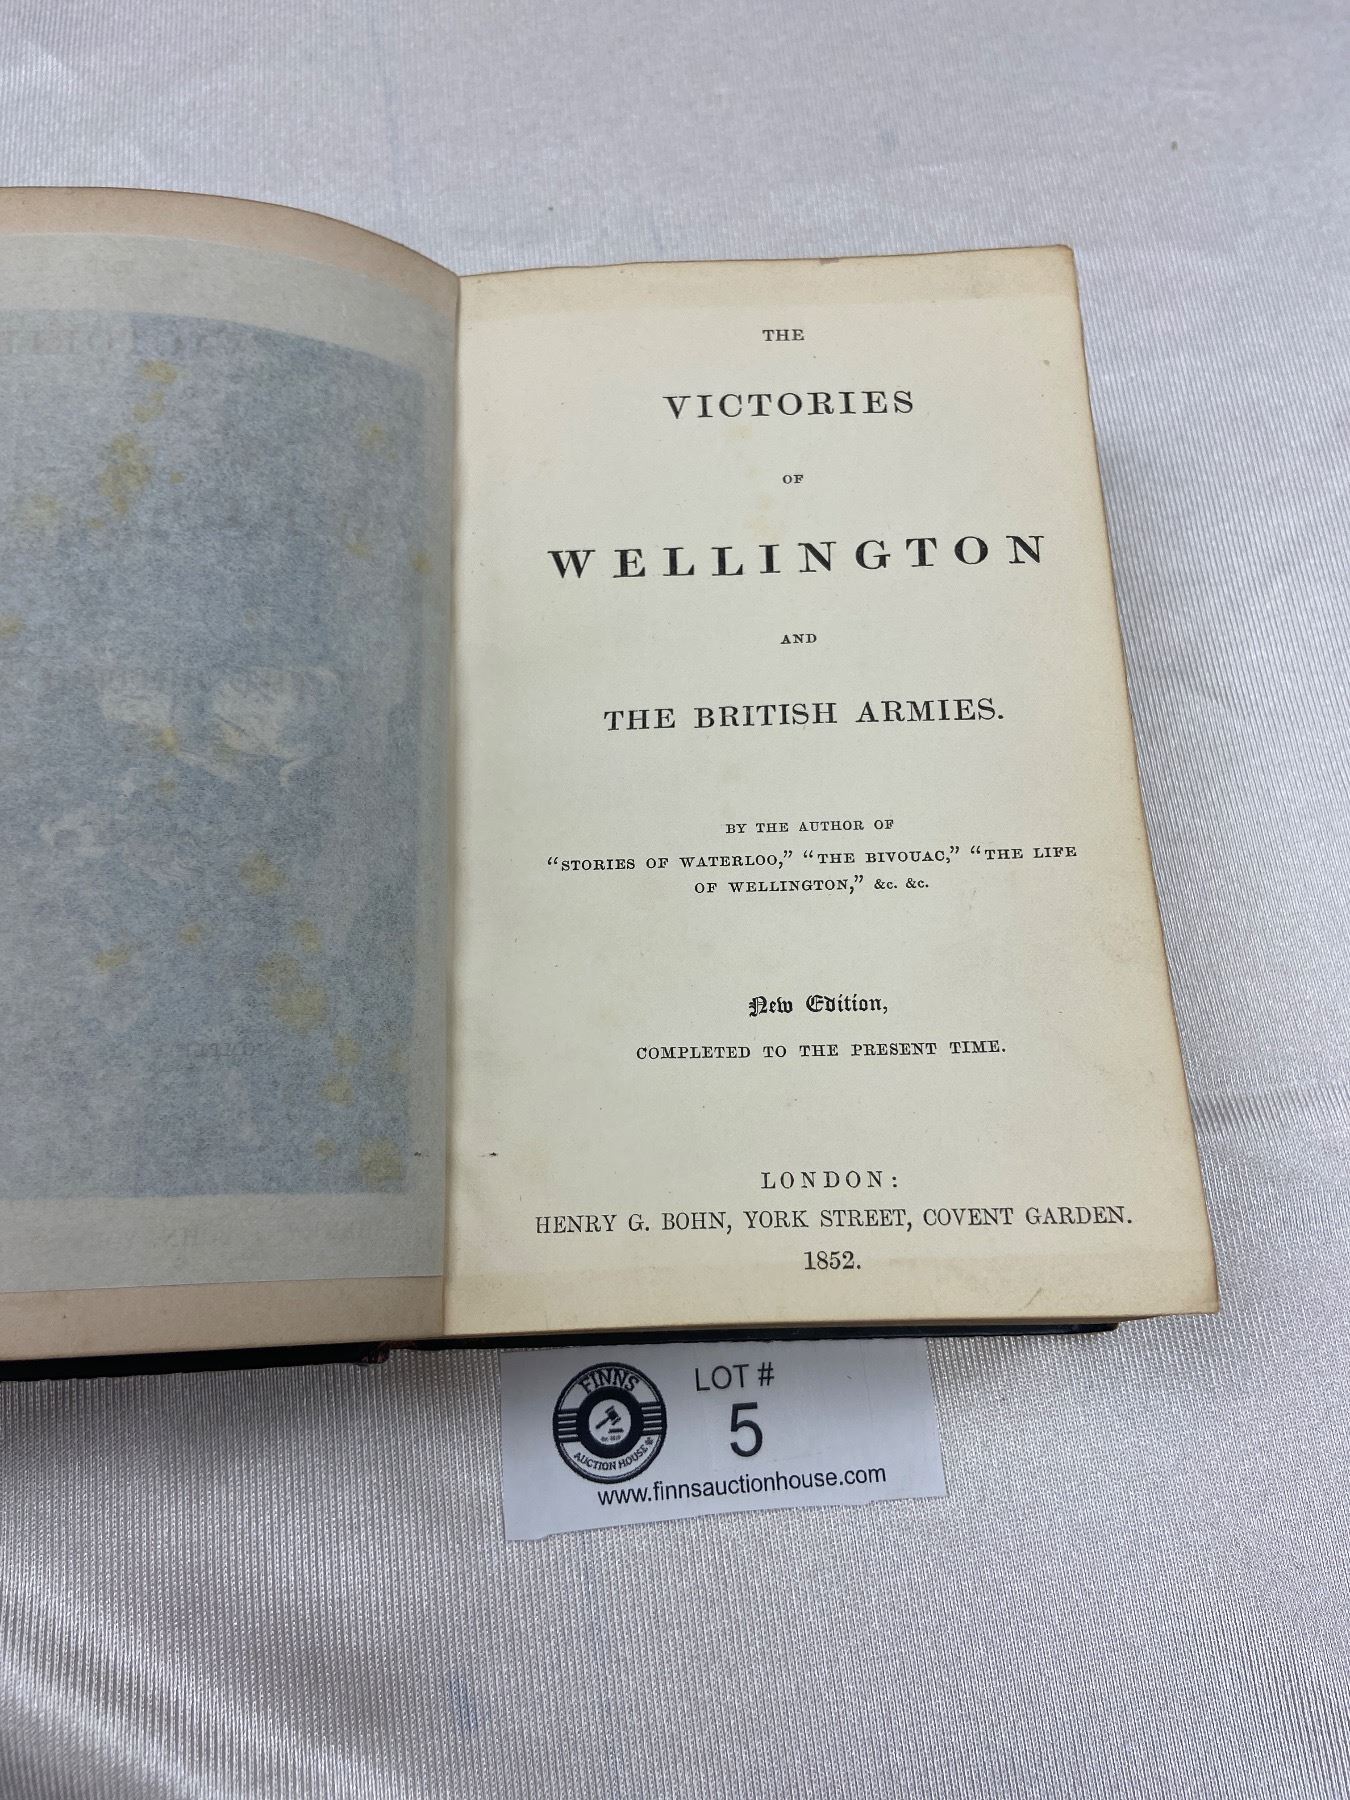 THE
VICTORIES
OF
WELLINGTON
AND
THE BRITISH ARMIES.
BY THE AUTHOR OF
“STORIES OF WATERLOO,” “THE BIVOUAC,” “THE LIFE
OF WELLINGTON,” &c. &c.
New Edition,
COMPLETED TO THE PRESENT TIME.
LONDON:
HENRY G. BOHN, YORK STREET, COVENT GARDEN.
1852.
FINNS
AUCTION HOUSE
LOT #
5
www.finnsauctionhouse.com